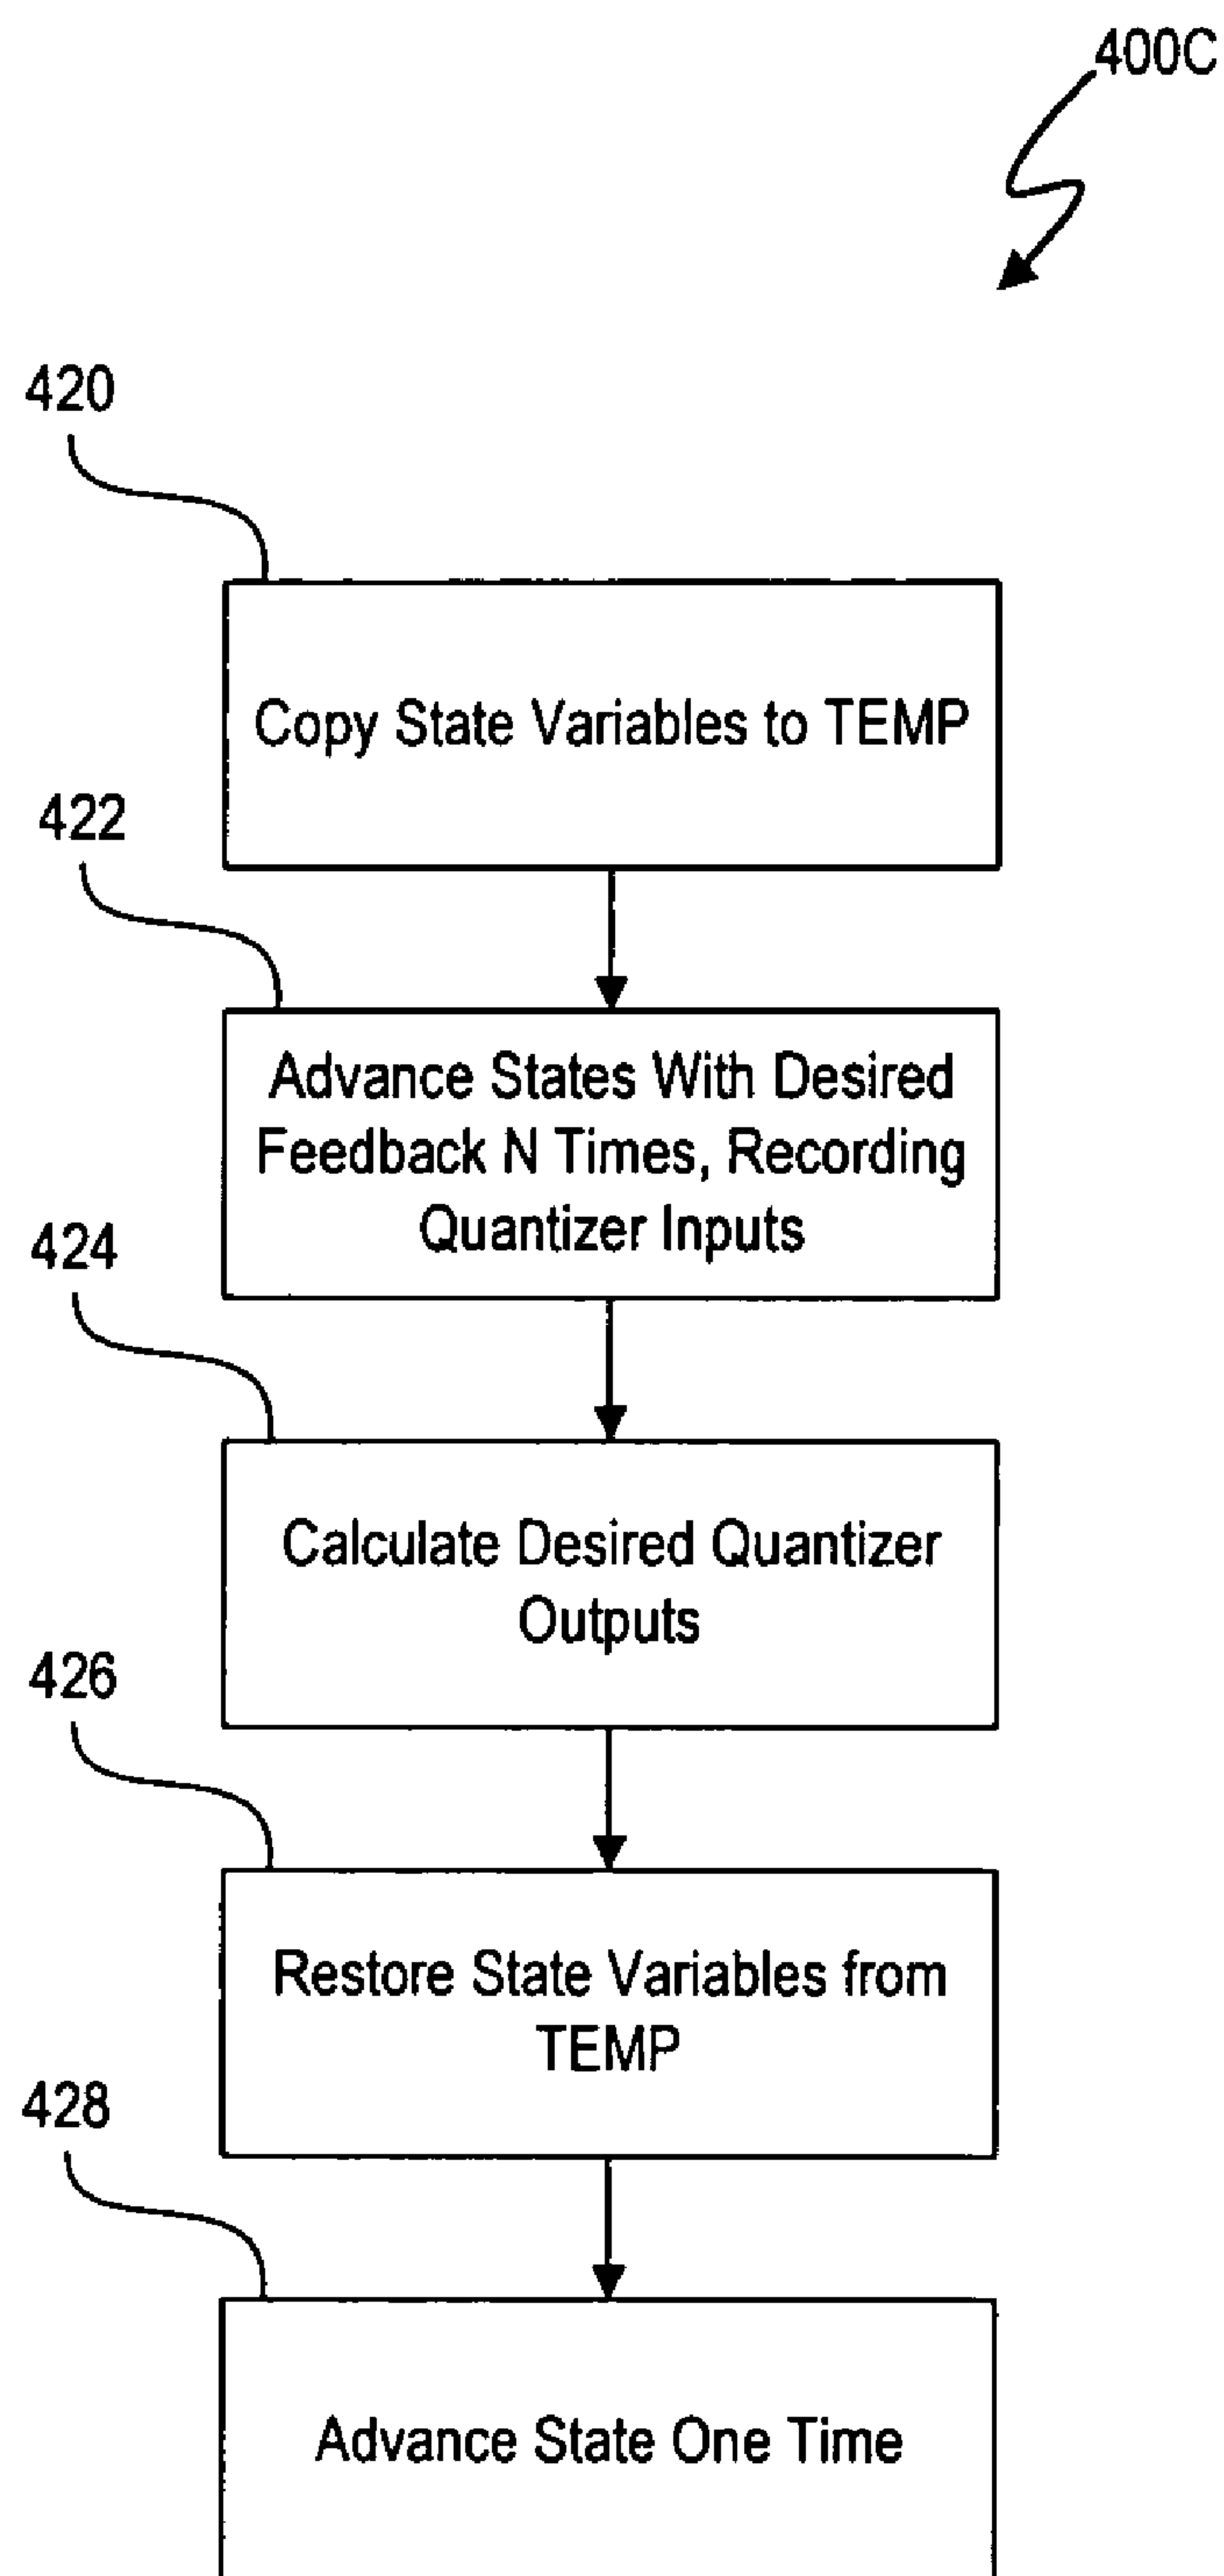 400C
420
Copy State Variables to TEMP
422
Advance States With Desired
Feedback N Times, Recording
Quantizer Inputs
424
Calculate Desired Quantizer
Outputs
426
Restore State Variables from
TEMP
428
Advance State One Time